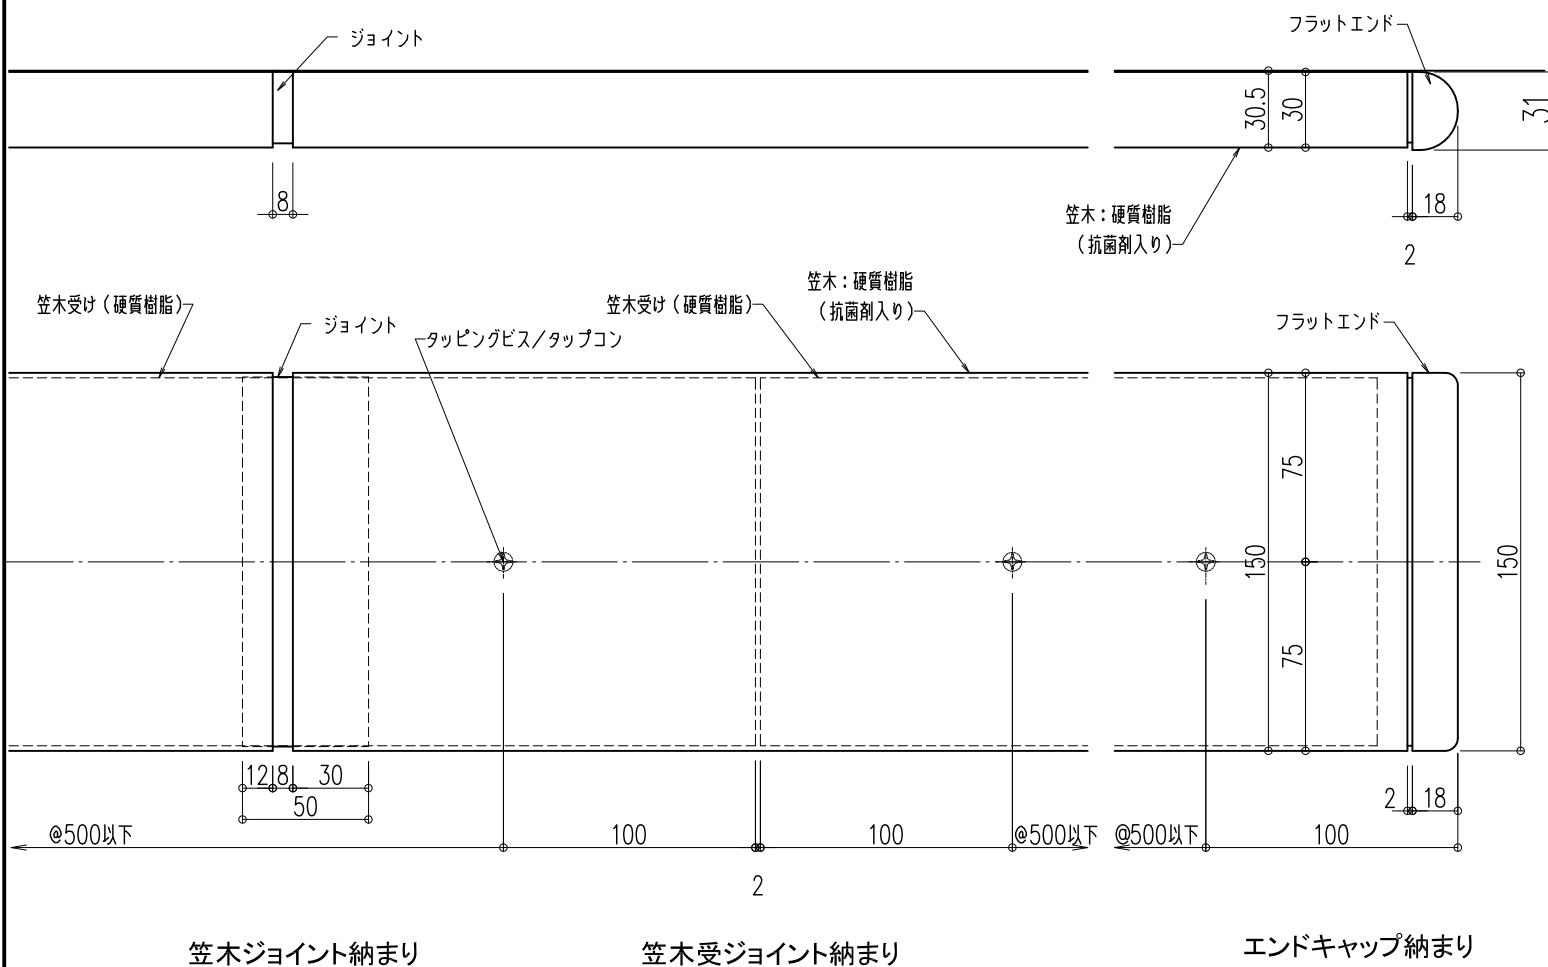 ジョイント
フラットエンド
30.5
30
31
8
18
2
笠木：硬質樹脂
（抗菌剤入り）
笠木受け（硬質樹脂）
ジョイント
タッピングビス／タップコン
笠木受け（硬質樹脂）
笠木：硬質樹脂
（抗菌剤入り）
フラットエンド
75
150
75
150
12
8
30
50
2
18
@500以下
100
100
@500以下
@500以下
100
2
笠木ジョイント納まり
笠木受ジョイント納まり
エンドキャップ納まり